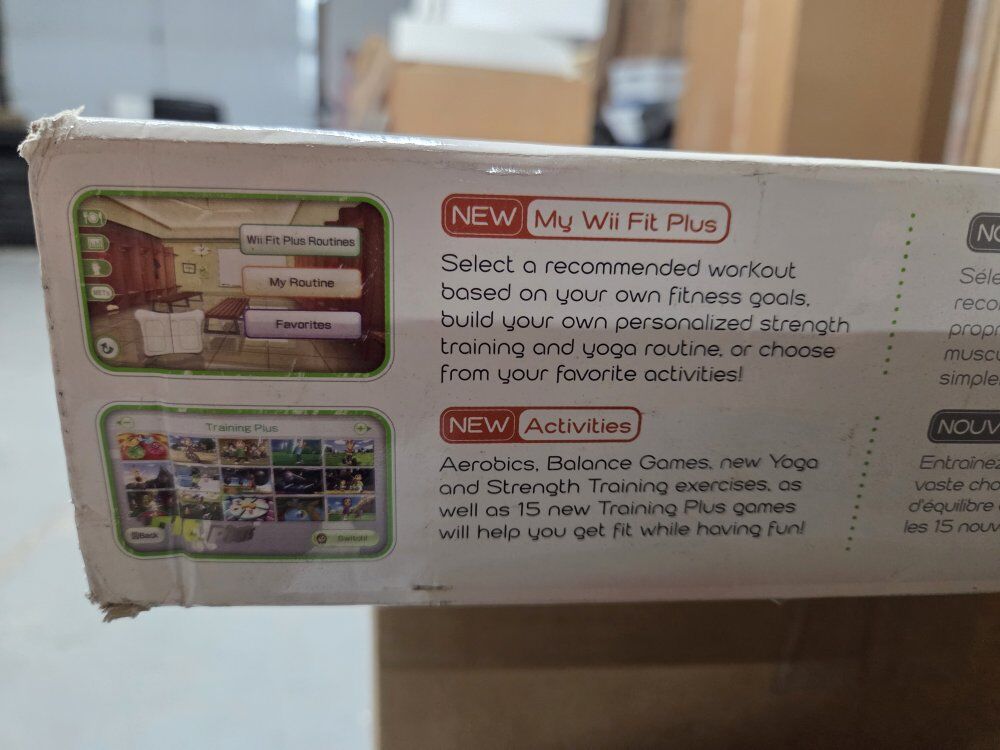 Wii Fit Plus Routines
My Routine
Favorites
METs
NEW My Wii Fit Plus
Select a recommended workout
based on your own fitness goals,
build your own personalized strength
training and yoga routine, or choose
from your favorite activities!
Training Plus
Back
Switch!
NEW Activities
Aerobics, Balance Games, new Yoga
and Strength Training exercises, as
well as 15 new Training Plus games
will help you get fit while having fun!
NO
Séle
reco
propr
muscu
simple
NOUV
Entraînez
vaste cho
d'équilibre
les 15 nouv